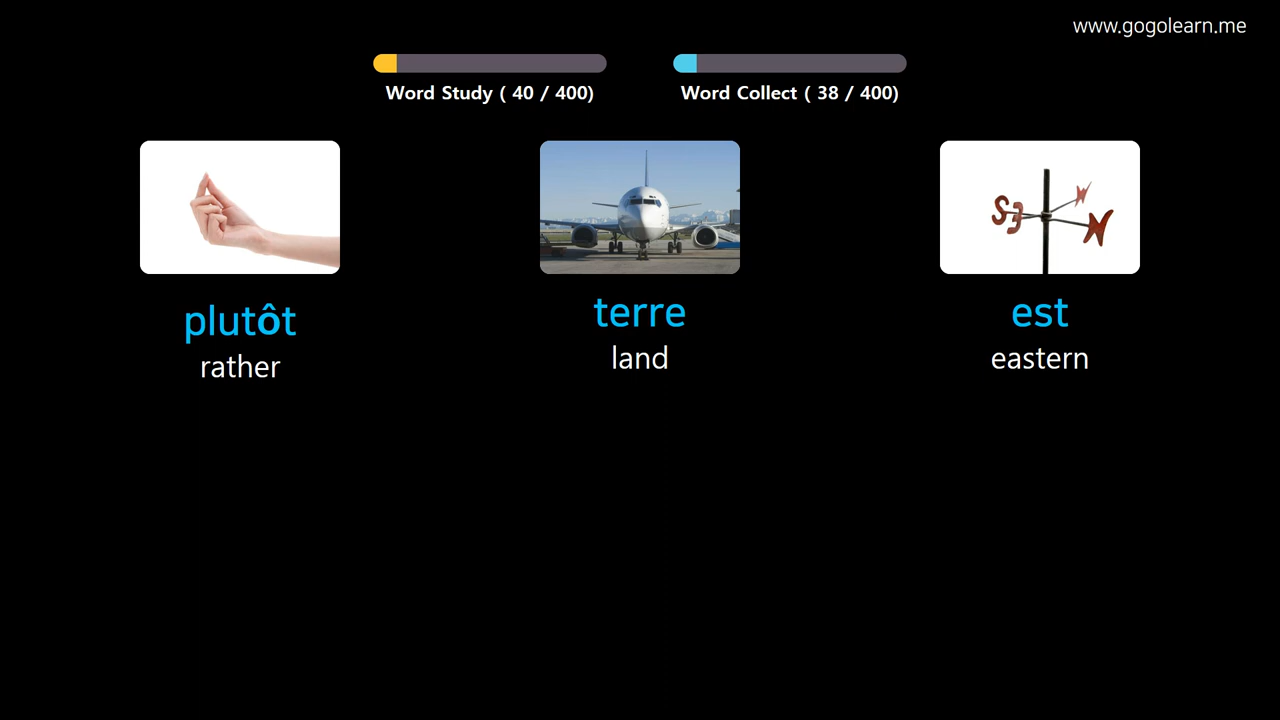 www.gogolearn.me
Word Study ( 40 / 400)
Word Collect ( 38 / 400)
plutôt
rather
terre
land
est
eastern